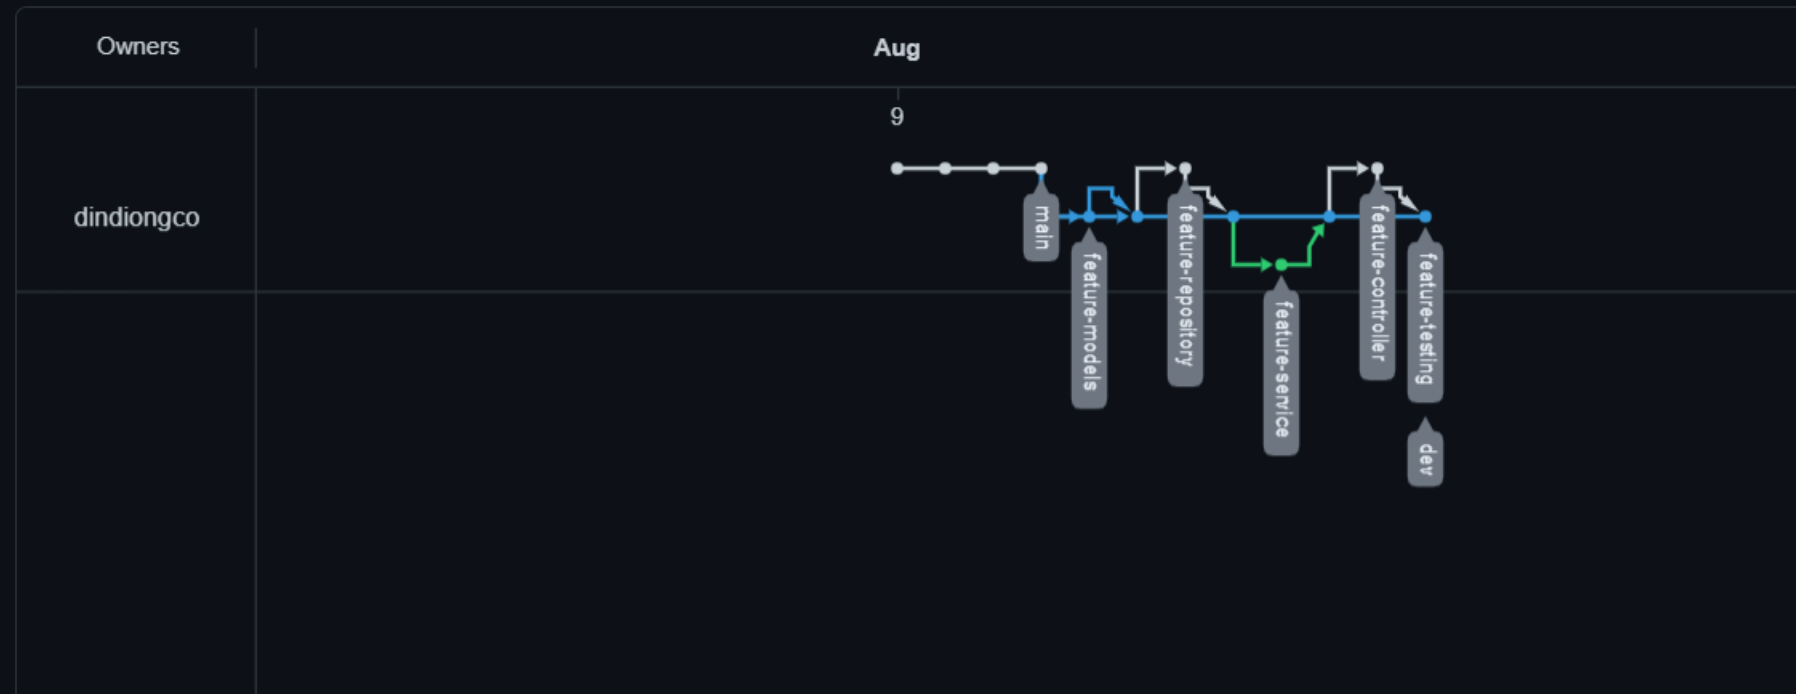 Owners
Aug
9
dindiongco
main
feature-models
feature-repository
feature-service
feature-controller
feature-testing
dev